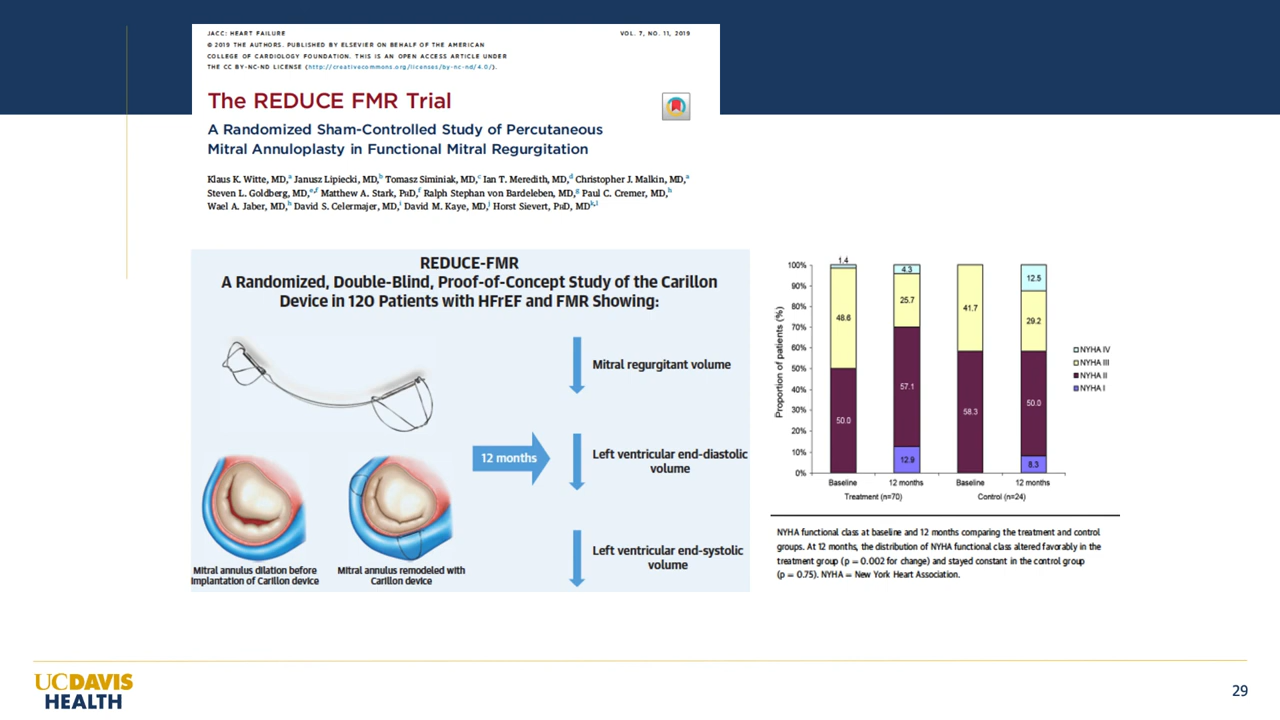 JACC: HEART FAILURE VOL. 7, NO. 11, 2019
© 2019 THE AUTHORS. PUBLISHED BY ELSEVIER ON BEHALF OF THE AMERICAN
COLLEGE OF CARDIOLOGY FOUNDATION. THIS IS AN OPEN ACCESS ARTICLE UNDER
THE CC BY-NC-ND LICENSE (http://creativecommons.org/licenses/by-nc-nd/4.0/).
The REDUCE FMR Trial
A Randomized Sham-Controlled Study of Percutaneous
Mitral Annuloplasty in Functional Mitral Regurgitation
Klaus K. Witte, MD,a Janusz Lipiecki, MD,b Tomasz Siminiak, MD,c Ian T. Meredith, MD,d Christopher J. Malkin, MD,a
Steven L. Goldberg, MD,e,f Matthew A. Stark, PhD,f Ralph Stephan von Bardeleben, MD,g Paul C. Cremer, MD,h
Wael A. Jaber, MD,h David S. Celermajer, MD,i David M. Kaye, MD,j Horst Sievert, PhD, MDk,l
REDUCE-FMR
A Randomized, Double-Blind, Proof-of-Concept Study of the Carillon
Device in 120 Patients with HFrEF and FMR Showing:
12 months
Mitral regurgitant volume
Left ventricular end-diastolic
volume
Left ventricular end-systolic
volume
Mitral annulus dilation before
implantation of Carillon device
Mitral annulus remodeled with
Carillon device
Proportion of patients (%)
100%
90%
80%
70%
60%
50%
40%
30%
20%
10%
0%
1.4
48.6
50.0
4.3
25.7
57.1
12.9
41.7
58.3
12.5
29.2
50.0
8.3
Baseline 12 months Baseline 12 months
Treatment (n=70) Control (n=24)
NYHA IV
NYHA III
NYHA II
NYHA I
NYHA functional class at baseline and 12 months comparing the treatment and control
groups. At 12 months, the distribution of NYHA functional class altered favorably in the
treatment group (p = 0.002 for change) and stayed constant in the control group
(p = 0.75). NYHA = New York Heart Association.
UCDAVIS
HEALTH
29